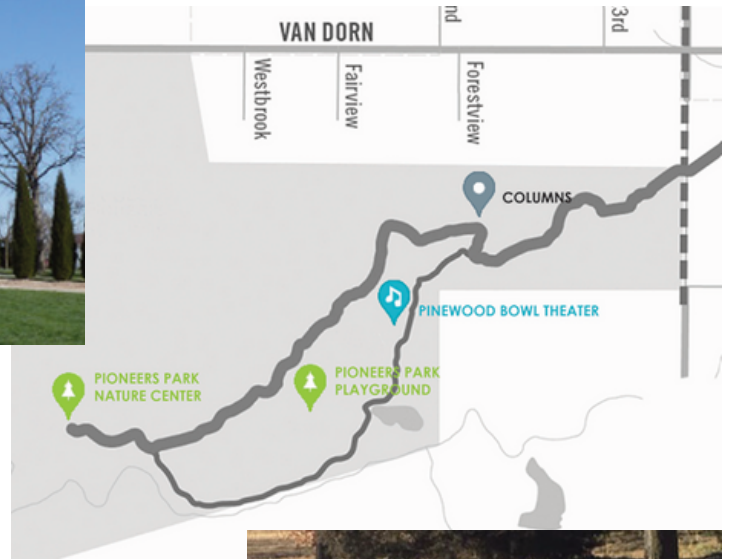 VAN DORN
nd
3rd
Westbrook
Fairview
Forestview
COLUMNS
PINEWOOD BOWL THEATER
PIONEERS PARK
PLAYGROUND
PIONEERS PARK
NATURE CENTER